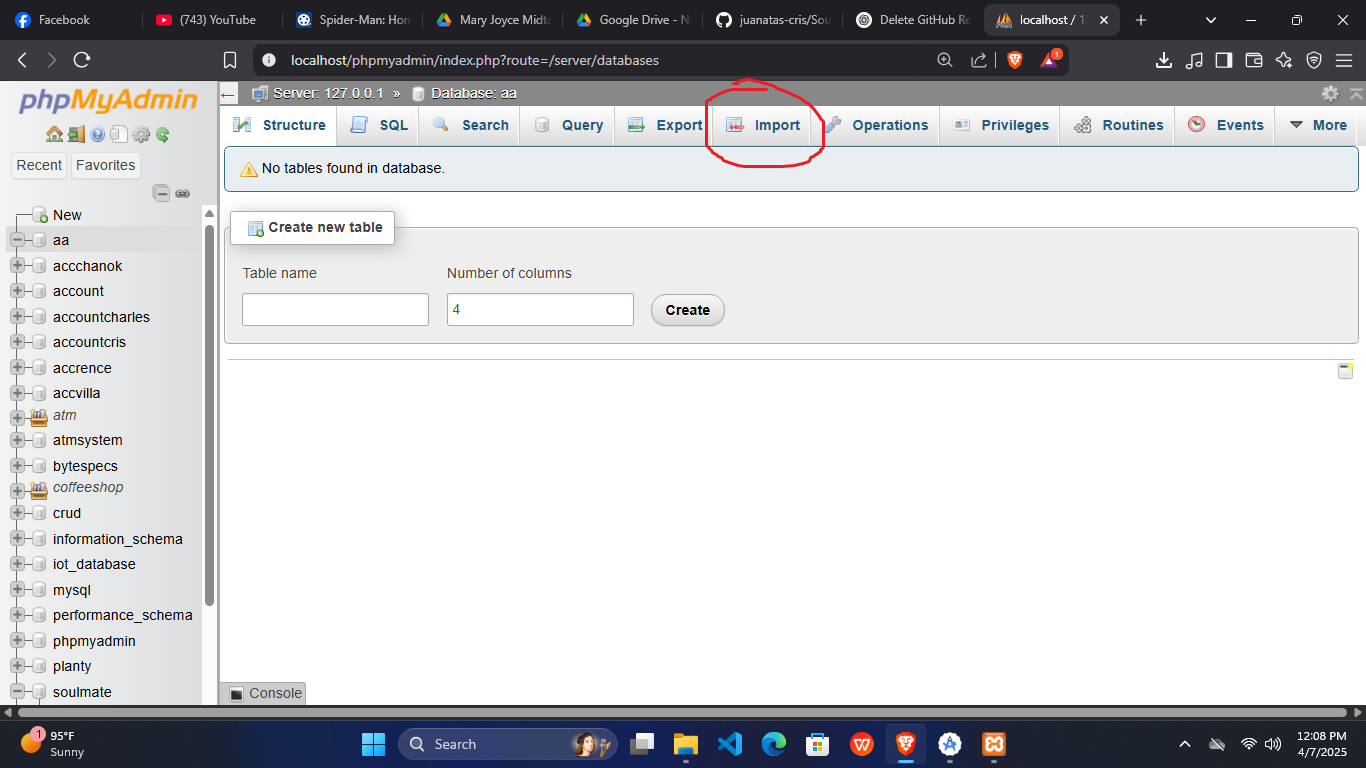 Facebook
(743) YouTube
Spider-Man: Hom
Mary Joyce Midte
Google Drive - N
juanatas-cris/Sou
Delete GitHub Re
localhost / 12
localhost/phpmyadmin/index.php?route=/server/databases
1
phpMyAdmin
Server: 127.0.0.1 » Database: aa
Structure
SQL
Search
Query
Export
Import
Operations
Privileges
Routines
Events
More
Recent
Favorites
No tables found in database.
New
aa
accchanok
account
accountcharles
accountcris
accrence
accvilla
atm
atmsystem
bytespecs
coffeeshop
crud
information_schema
iot_database
mysql
performance_schema
phpmyadmin
planty
soulmate
Create new table
Table name
Number of columns
4
Create
Console
1
95°F
Sunny
Search
12:08 PM
4/7/2025